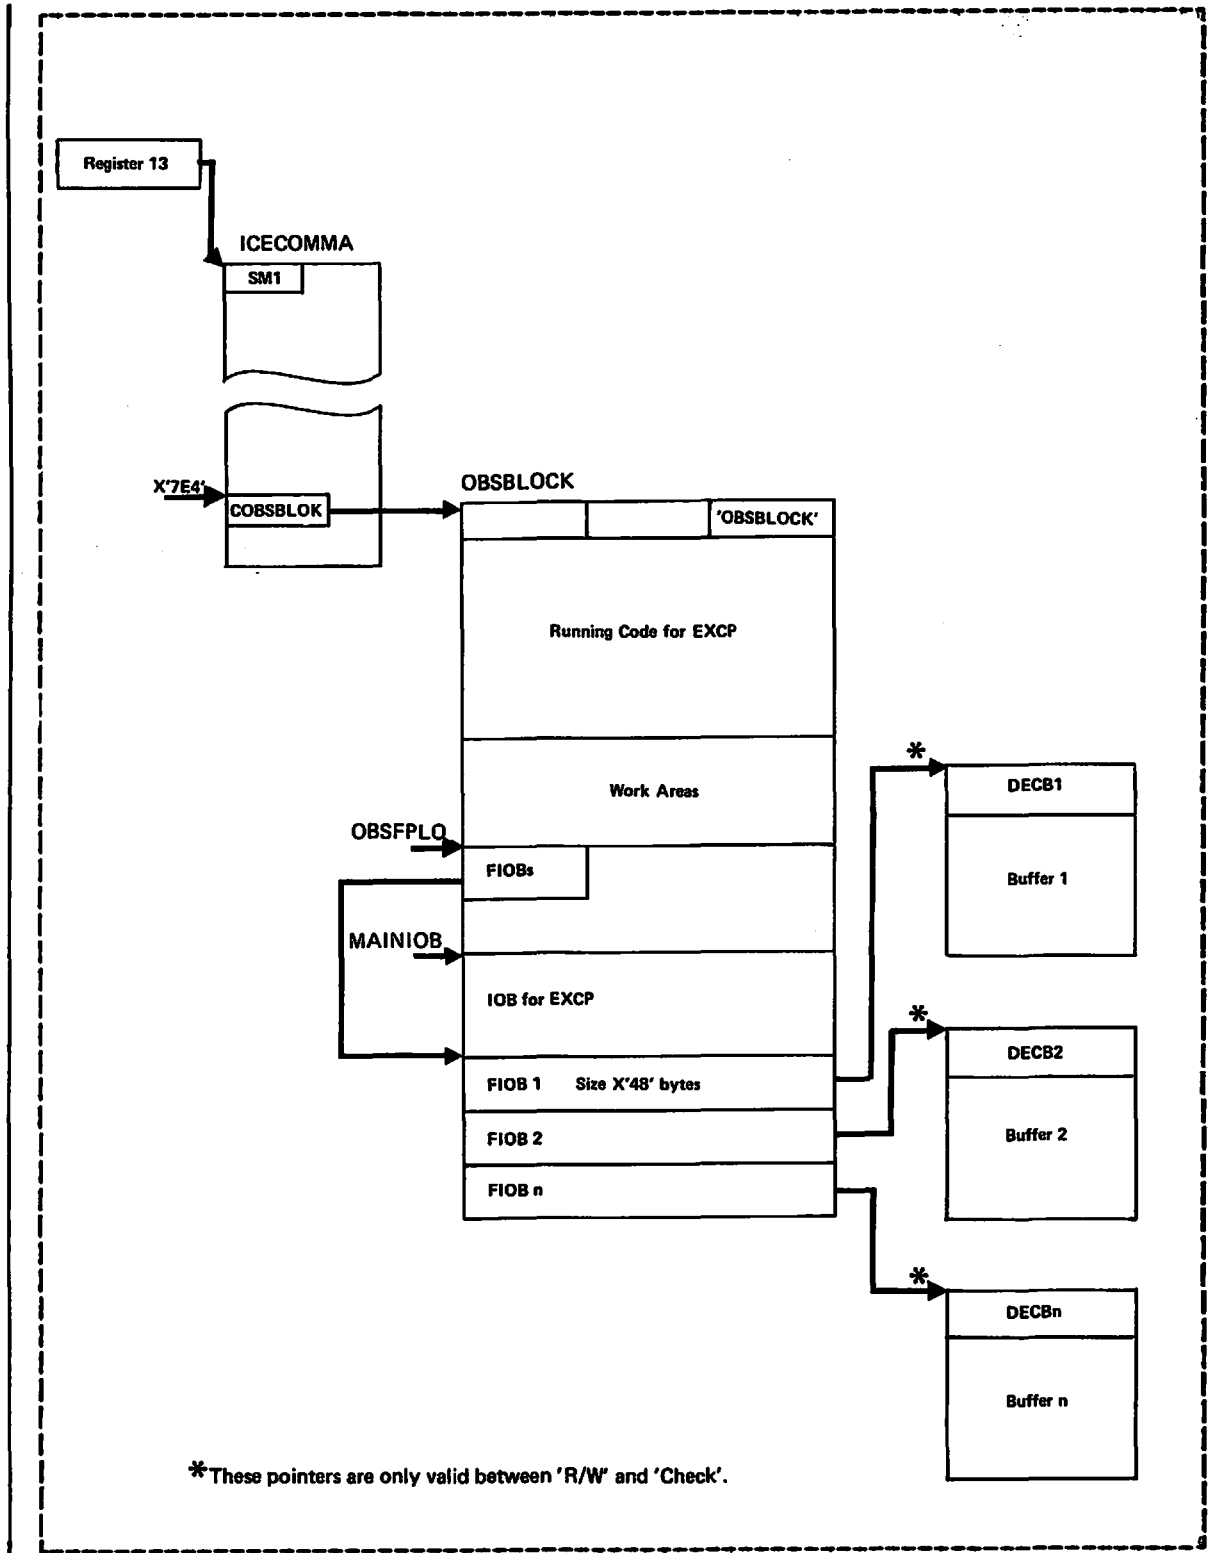 Register 13
ICECOMMA
SM1
X'7E4'
COBSBLOK
OBSBLOCK
'OBSBLOCK'
Running Code for EXCP
Work Areas
OBSFPLO
FIOBs
MAINIOB
IOB for EXCP
FIOB 1 Size X'48' bytes
FIOB 2
FIOB n
*
DECB1
Buffer 1
*
DECB2
Buffer 2
*
DECBn
Buffer n
*These pointers are only valid between 'R/W' and 'Check'.